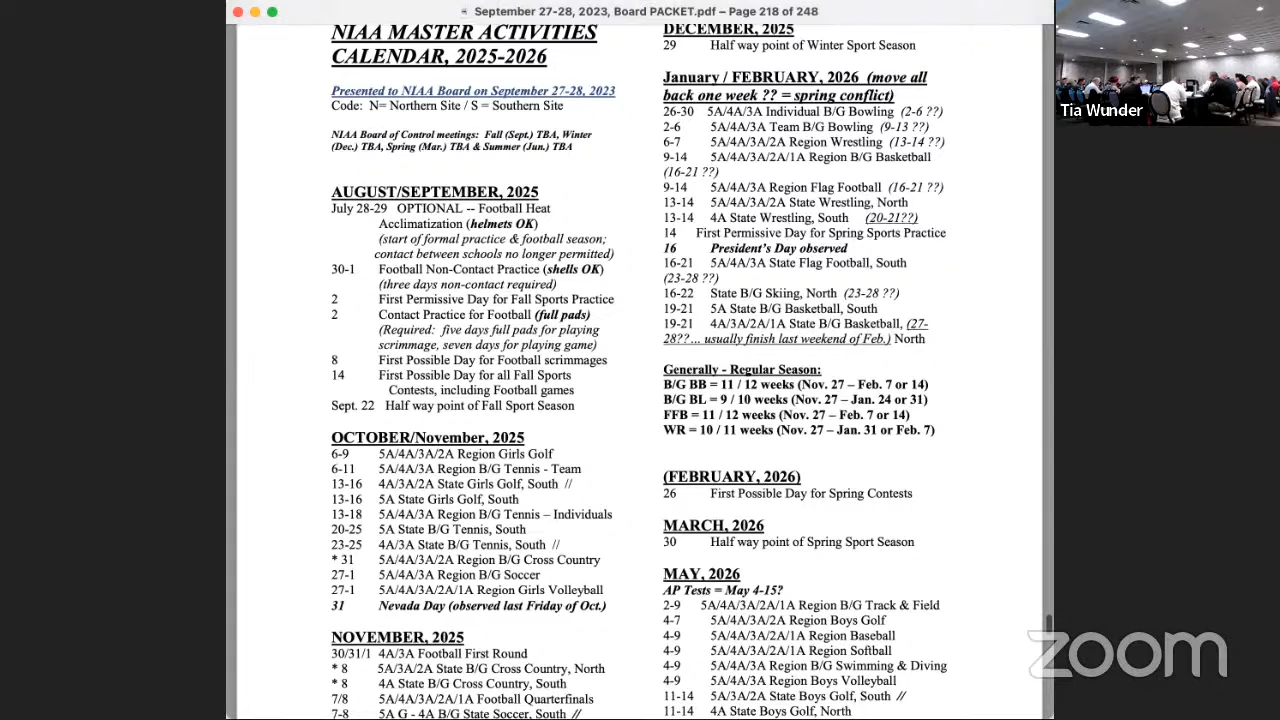 September 27-28, 2023, Board PACKET.pdf – Page 218 of 248
NIAA MASTER ACTIVITIES
CALENDAR, 2025-2026
Presented to NIAA Board on September 27-28, 2023
Code: N= Northern Site / S = Southern Site
NIAA Board of Control meetings: Fall (Sept.) TBA, Winter
(Dec.) TBA, Spring (Mar.) TBA & Summer (Jun.) TBA
AUGUST/SEPTEMBER, 2025
July 28-29 OPTIONAL -- Football Heat
Acclimatization (helmets OK)
(start of formal practice & football season;
contact between schools no longer permitted)
30-1 Football Non-Contact Practice (shells OK)
(three days non-contact required)
2 First Permissive Day for Fall Sports Practice
2 Contact Practice for Football (full pads)
(Required: five days full pads for playing
scrimmage, seven days for playing game)
8 First Possible Day for Football scrimmages
14 First Possible Day for all Fall Sports
Contests, including Football games
Sept. 22 Half way point of Fall Sport Season
OCTOBER/November, 2025
6-9 5A/4A/3A/2A Region Girls Golf
6-11 5A/4A/3A Region B/G Tennis - Team
13-16 4A/3A/2A State Girls Golf, South //
13-16 5A State Girls Golf, South
13-18 5A/4A/3A Region B/G Tennis – Individuals
20-25 5A State B/G Tennis, South
23-25 4A/3A State B/G Tennis, South //
* 31 5A/4A/3A/2A Region B/G Cross Country
27-1 5A/4A/3A Region B/G Soccer
27-1 5A/4A/3A/2A/1A Region Girls Volleyball
31 Nevada Day (observed last Friday of Oct.)
NOVEMBER, 2025
30/31/1 4A/3A Football First Round
* 8 5A/3A/2A State B/G Cross Country, North
* 8 4A State B/G Cross Country, South
7/8 5A/4A/3A/2A/1A Football Quarterfinals
7-8 5A G - 4A B/G State Soccer, South //
DECEMBER, 2025
29 Half way point of Winter Sport Season
January / FEBRUARY, 2026 (move all
back one week ?? = spring conflict)
26-30 5A/4A/3A Individual B/G Bowling (2-6 ??)
2-6 5A/4A/3A Team B/G Bowling (9-13 ??)
6-7 5A/4A/3A/2A Region Wrestling (13-14 ??)
9-14 5A/4A/3A/2A/1A Region B/G Basketball
(16-21 ??)
9-14 5A/4A/3A Region Flag Football (16-21 ??)
13-14 5A/3A/2A State Wrestling, North
13-14 4A State Wrestling, South (20-21??)
14 First Permissive Day for Spring Sports Practice
16 President's Day observed
16-21 5A/4A/3A State Flag Football, South
(23-28 ??)
16-22 State B/G Skiing, North (23-28 ??)
19-21 5A State B/G Basketball, South
19-21 4A/3A/2A/1A State B/G Basketball, (27-
28??... usually finish last weekend of Feb.) North
Generally - Regular Season:
B/G BB = 11 / 12 weeks (Nov. 27 – Feb. 7 or 14)
B/G BL = 9 / 10 weeks (Nov. 27 – Jan. 24 or 31)
FFB = 11 / 12 weeks (Nov. 27 – Feb. 7 or 14)
WR = 10 / 11 weeks (Nov. 27 – Jan. 31 or Feb. 7)
(FEBRUARY, 2026)
26 First Possible Day for Spring Contests
MARCH, 2026
30 Half way point of Spring Sport Season
MAY, 2026
AP Tests = May 4-15?
2-9 5A/4A/3A/2A/1A Region B/G Track & Field
4-7 5A/4A/3A/2A Region Boys Golf
4-9 5A/4A/3A/2A/1A Region Baseball
4-9 5A/4A/3A/2A/1A Region Softball
4-9 5A/4A/3A Region B/G Swimming & Diving
4-9 5A/4A/3A Region Boys Volleyball
11-14 5A/3A/2A State Boys Golf, South //
11-14 4A State Boys Golf, North
Tia Wunder
zoom